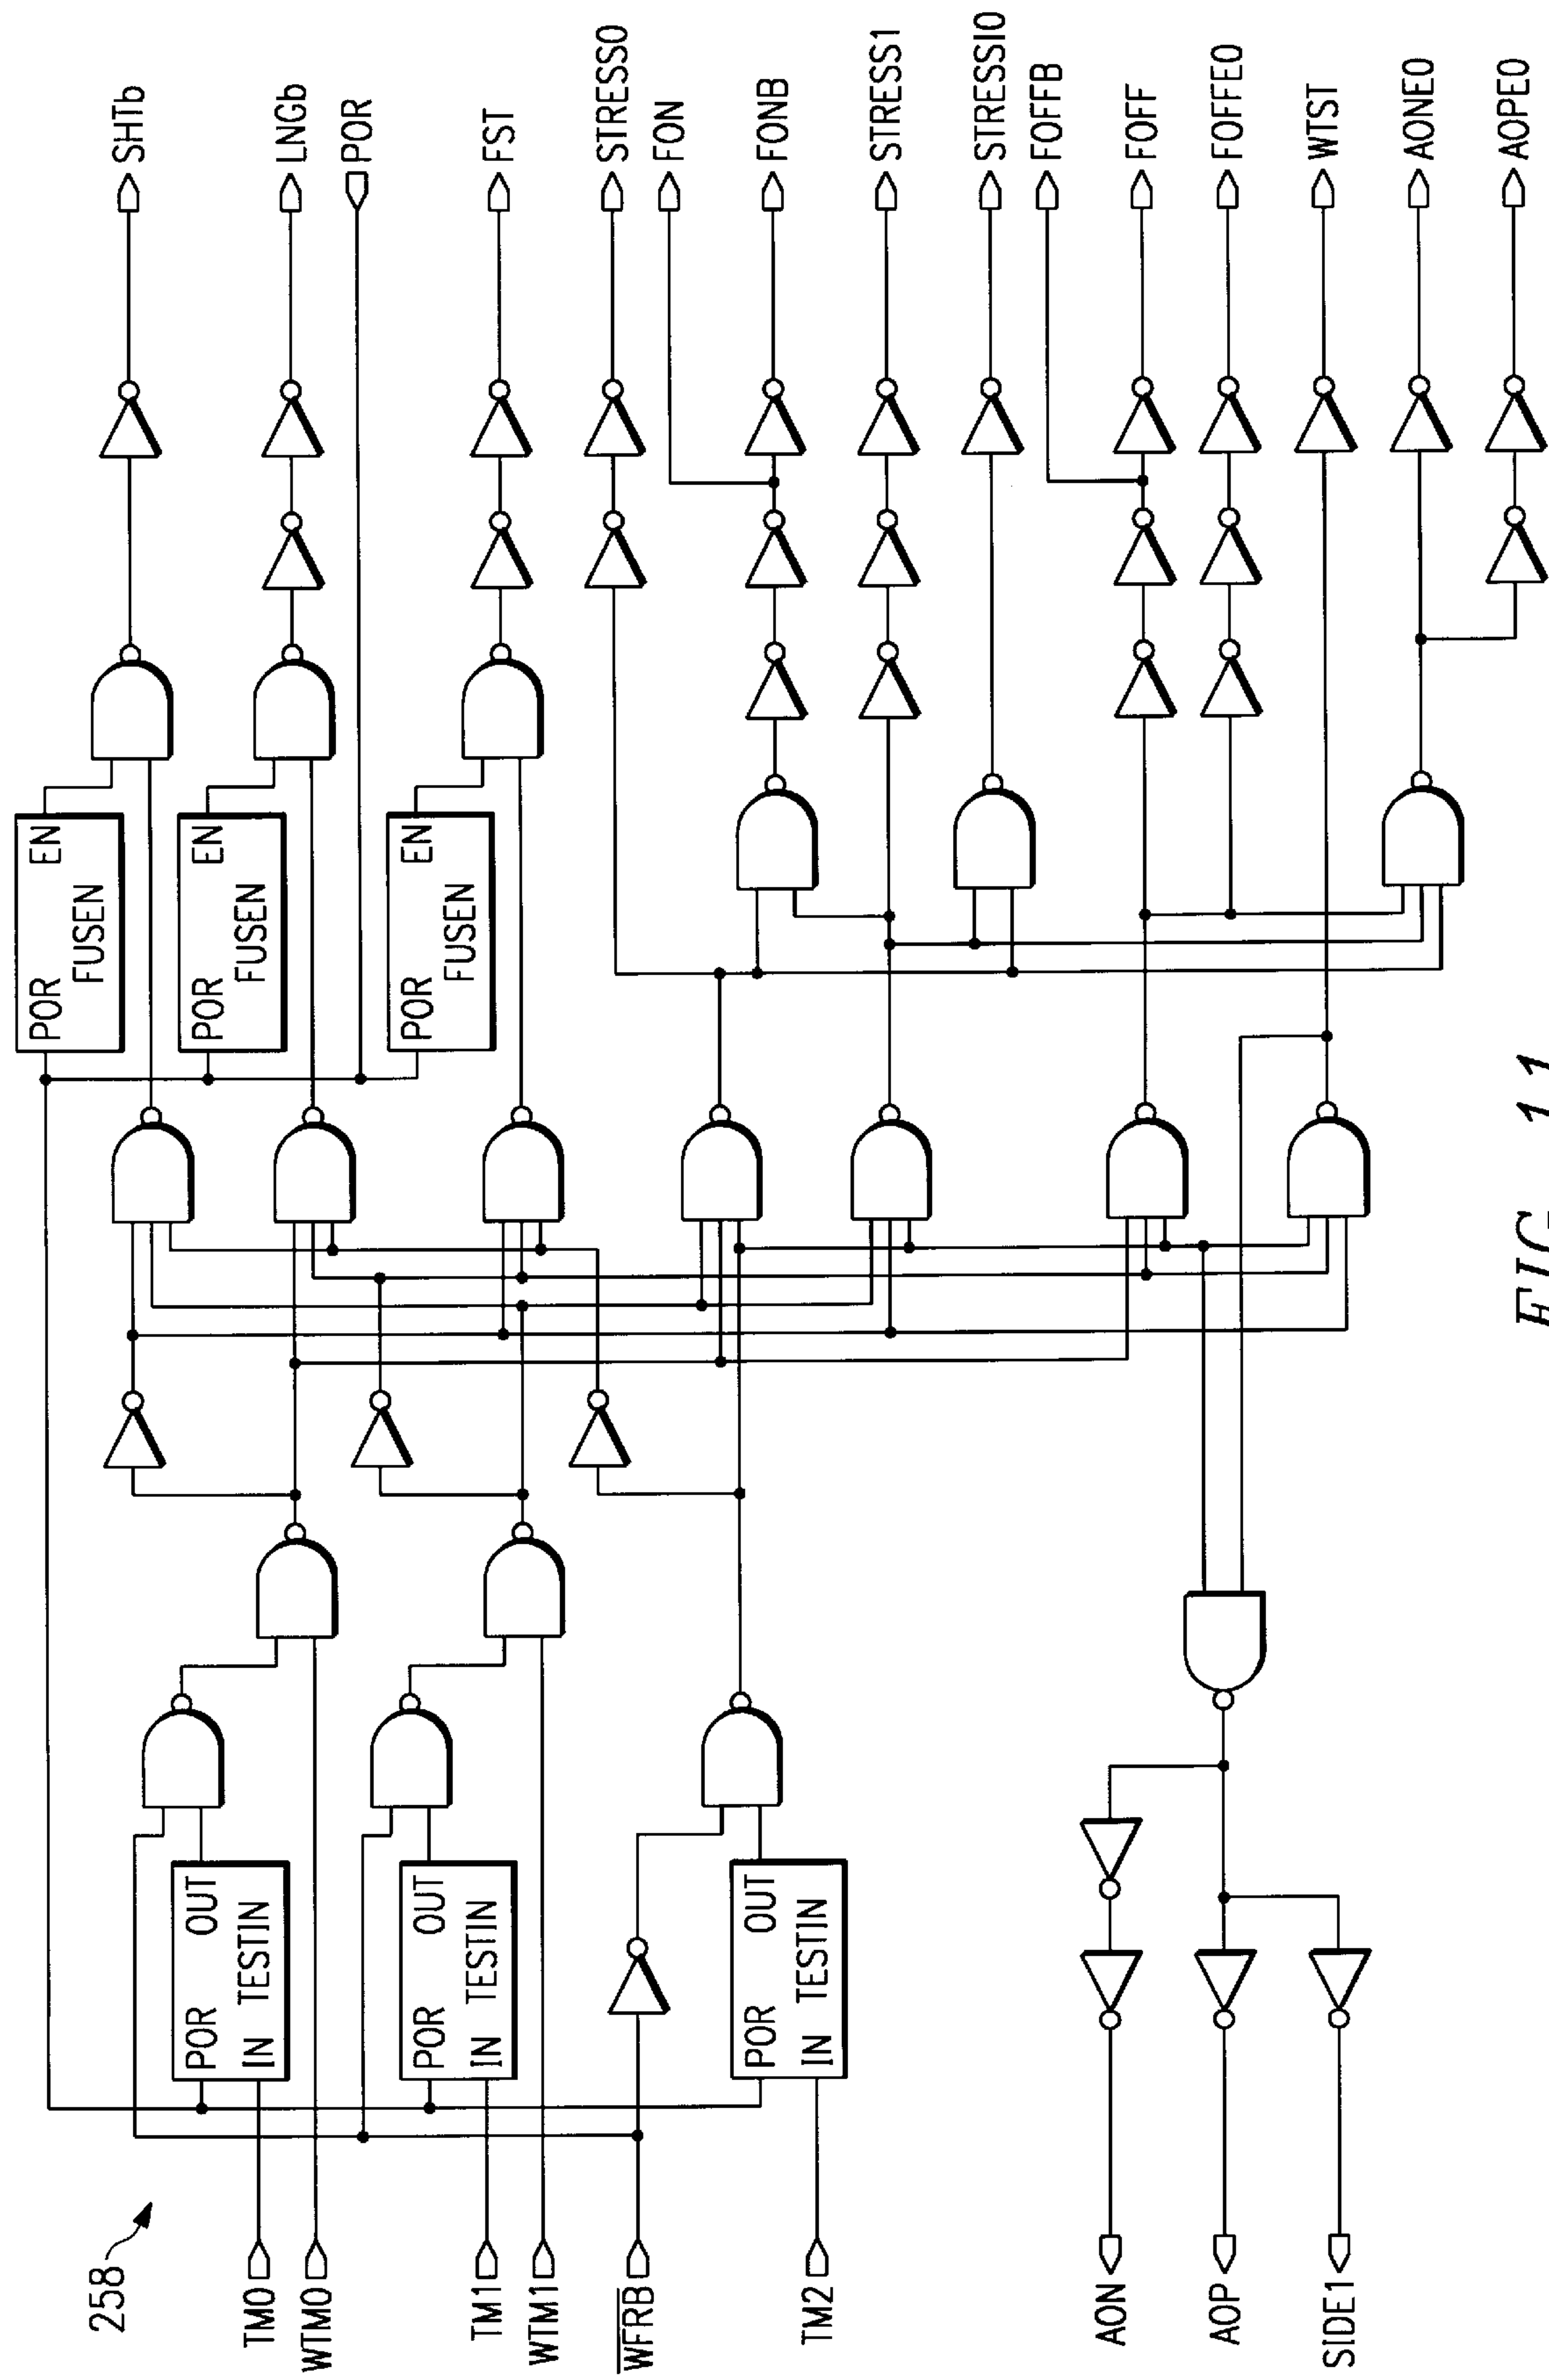 258
TM0
WTM0
TM1
WTM1
WFRB
TM2
POR OUT
IN TESTIN
POR OUT
IN TESTIN
POR OUT
IN TESTIN
POR EN
FUSEN
POR EN
FUSEN
POR EN
FUSEN
SHTb
LNGb
POR
FST
STRESS0
FON
FONB
STRESS1
STRESS10
FOFFB
FOFF
FOFFE0
WTST
AONE0
AOPE0
AON
AOP
SIDE1
FIG. 11